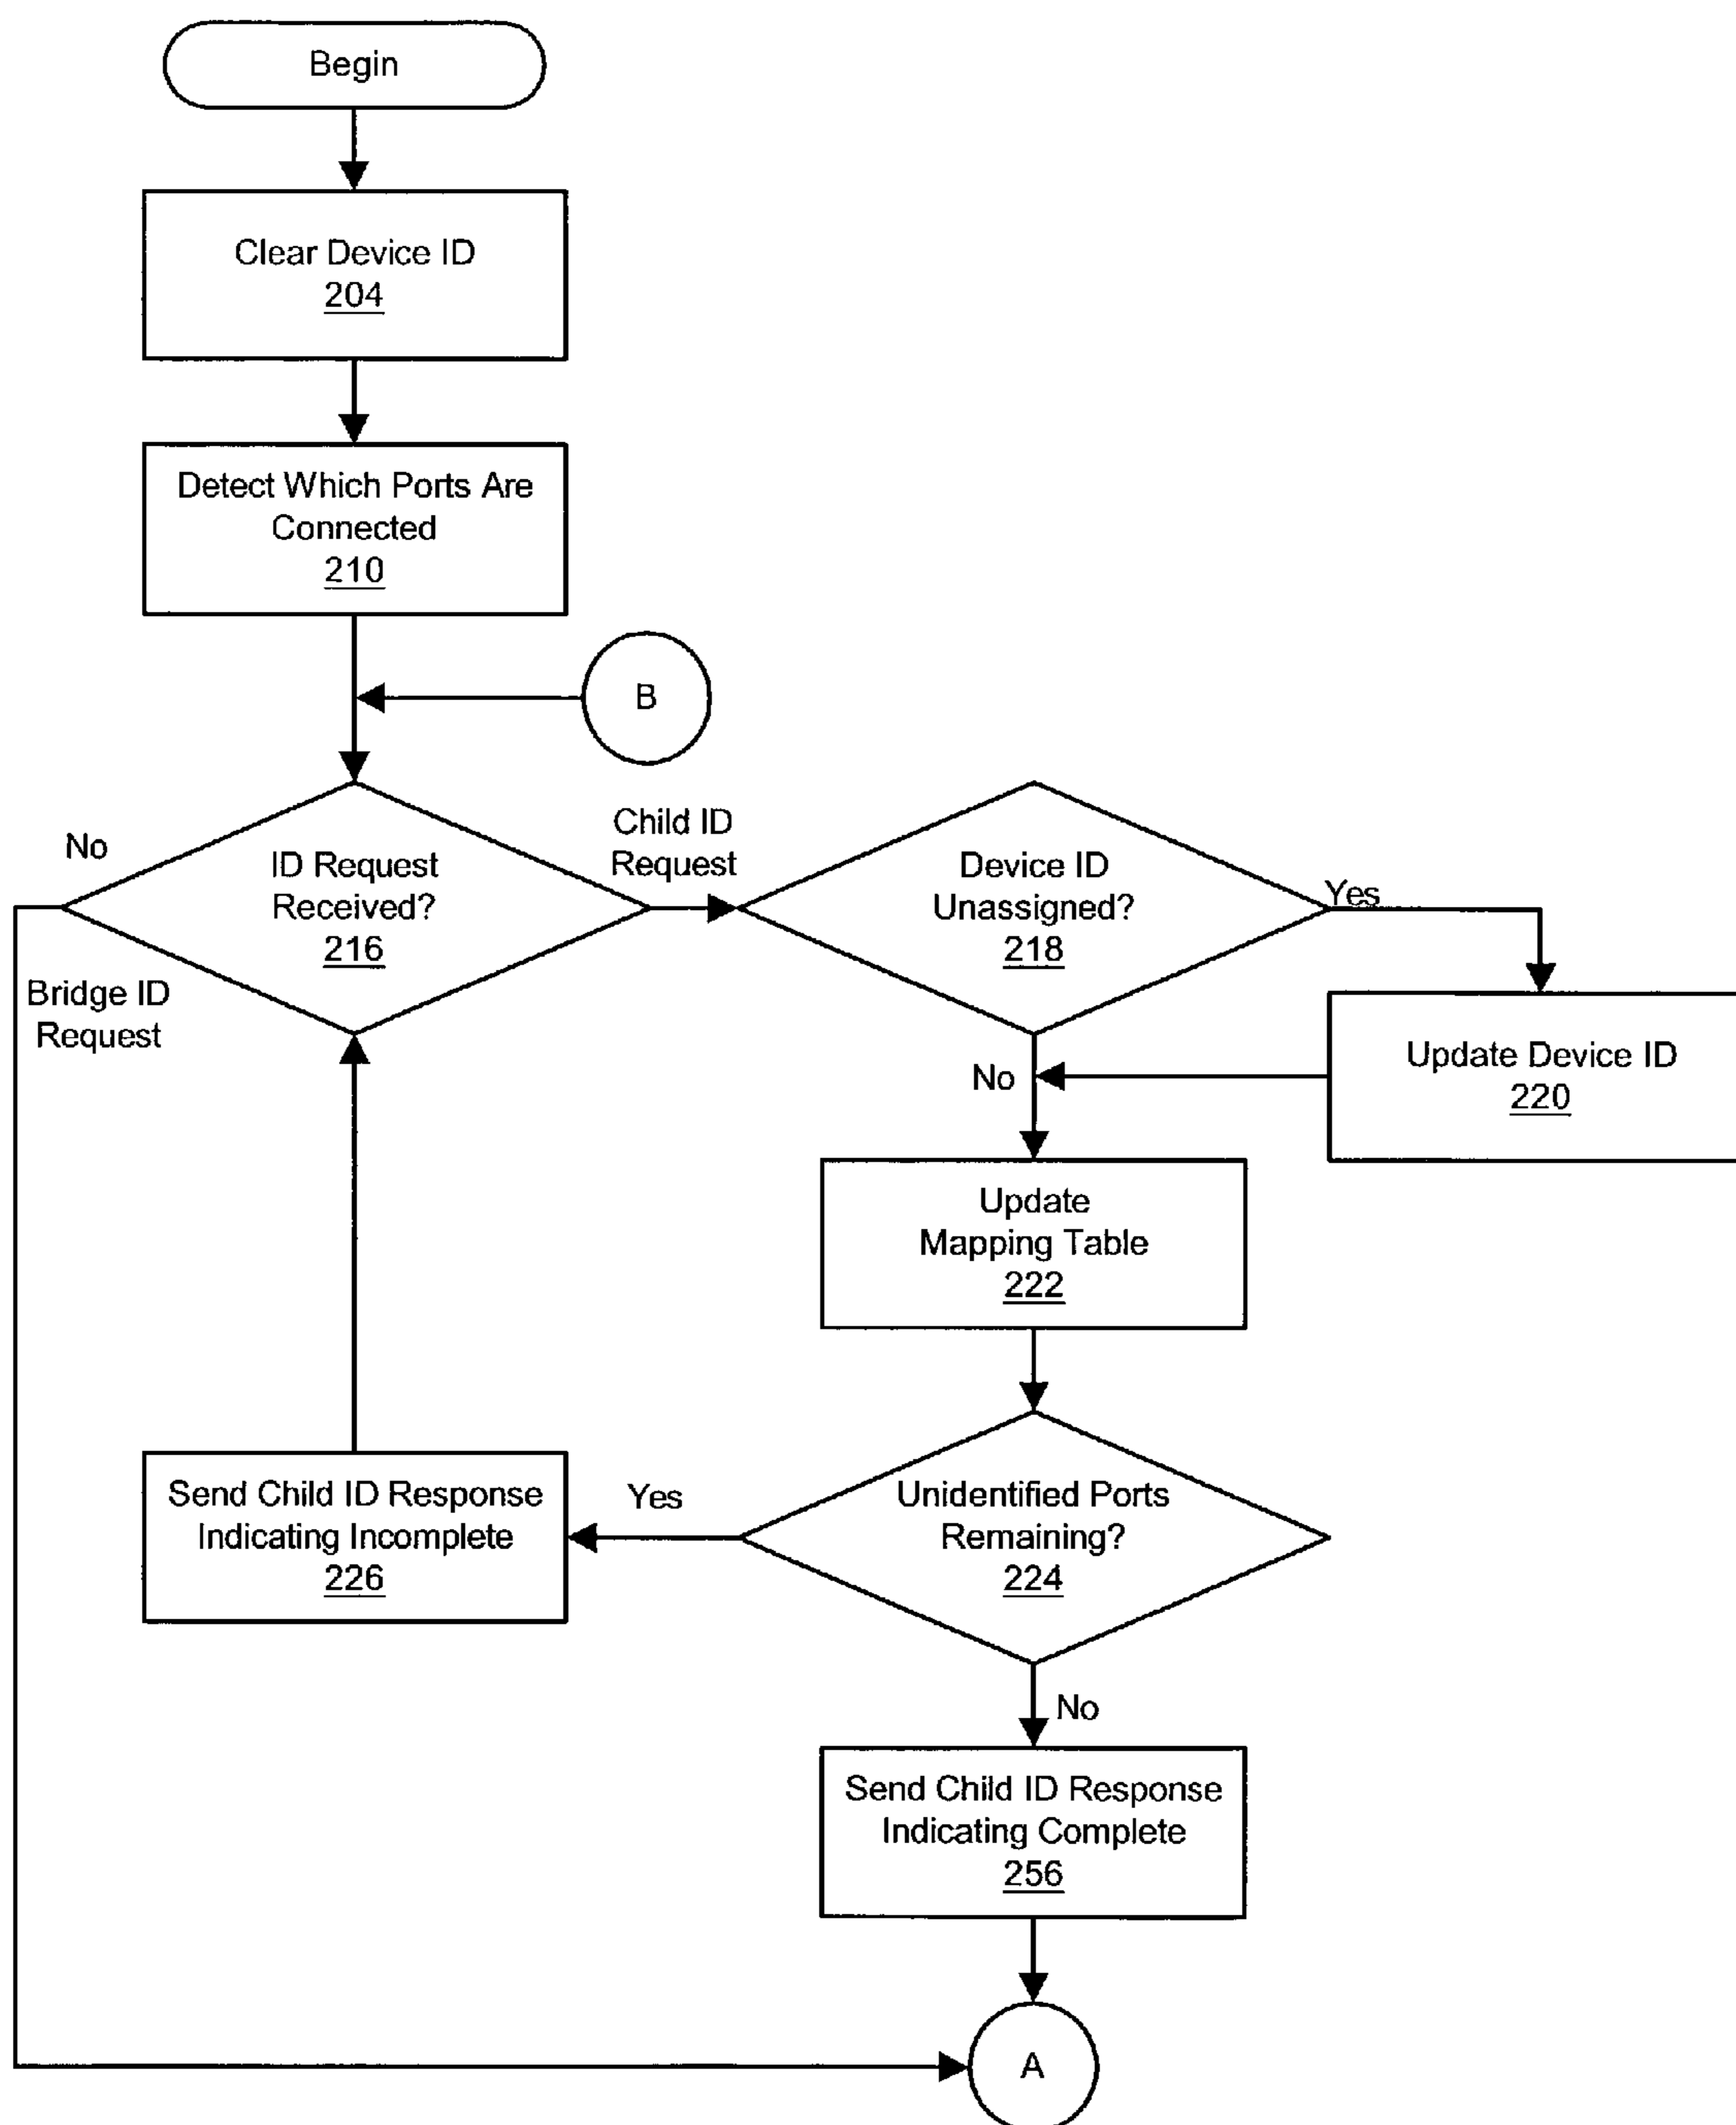 Begin
Clear Device ID
204
Detect Which Ports Are
Connected
210
B
No
ID Request
Received?
216
Child ID
Request
Device ID
Unassigned?
218
Yes
Bridge ID
Request
Update Device ID
220
No
Update
Mapping Table
222
Send Child ID Response
Indicating Incomplete
226
Yes
Unidentified Ports
Remaining?
224
No
Send Child ID Response
Indicating Complete
256
A